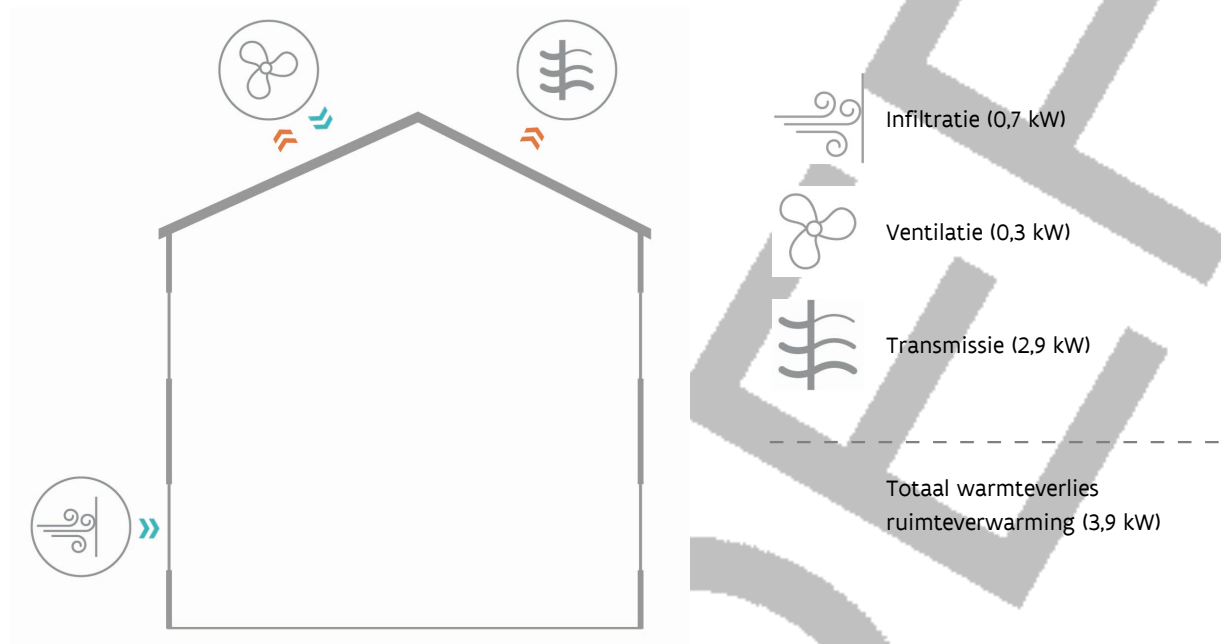 Infiltratie (0,7 kW)
Ventilatie (0,3 kW)
Transmissie (2,9 kW)
Totaal warmteverlies
ruimteverwarming (3,9 kW)